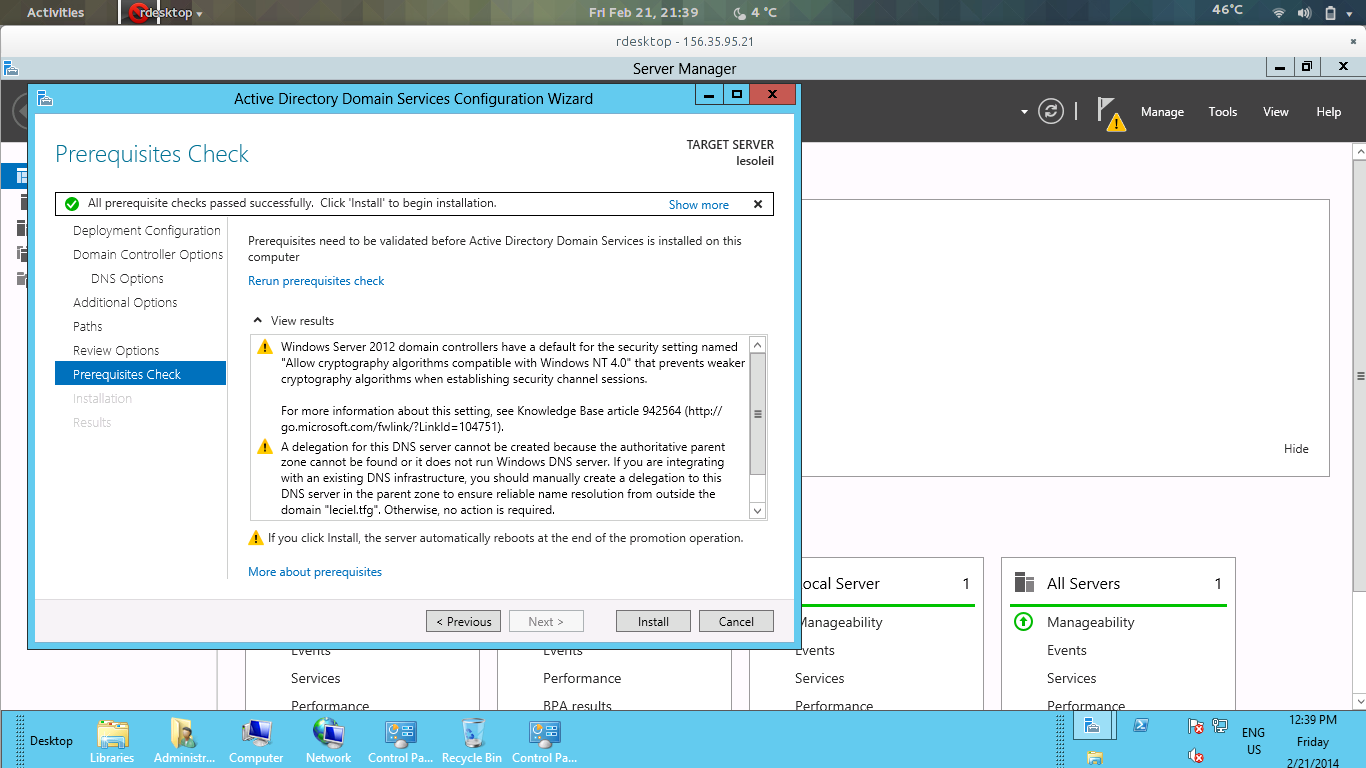 Activities
rdesktop
Fri Feb 21, 21:39
4 °C
46°C
rdesktop - 156.35.95.21
Server Manager
Active Directory Domain Services Configuration Wizard
Manage
Tools
View
Help
Prerequisites Check
TARGET SERVER
lesoleil
All prerequisite checks passed successfully. Click 'Install' to begin installation.
Show more
Deployment Configuration
Domain Controller Options
DNS Options
Additional Options
Paths
Review Options
Prerequisites Check
Installation
Results
Prerequisites need to be validated before Active Directory Domain Services is installed on this
computer
Rerun prerequisites check
View results
Windows Server 2012 domain controllers have a default for the security setting named
"Allow cryptography algorithms compatible with Windows NT 4.0" that prevents weaker
cryptography algorithms when establishing security channel sessions.
For more information about this setting, see Knowledge Base article 942564 (http://
go.microsoft.com/fwlink/?LinkId=104751).
A delegation for this DNS server cannot be created because the authoritative parent
zone cannot be found or it does not run Windows DNS server. If you are integrating
with an existing DNS infrastructure, you should manually create a delegation to this
DNS server in the parent zone to ensure reliable name resolution from outside the
domain "leciel.tfg". Otherwise, no action is required.
If you click Install, the server automatically reboots at the end of the promotion operation.
More about prerequisites
< Previous
Next >
Install
Cancel
Hide
Events
Services
Performance
Events
Performance
BPA results
ocal Server 1
Manageability
Events
Services
Performance
All Servers 1
Manageability
Events
Services
Performance
Desktop
Libraries
Administr...
Computer
Network
Control Pa...
Recycle Bin
Control Pa...
ENG
US
12:39 PM
Friday
2/21/2014